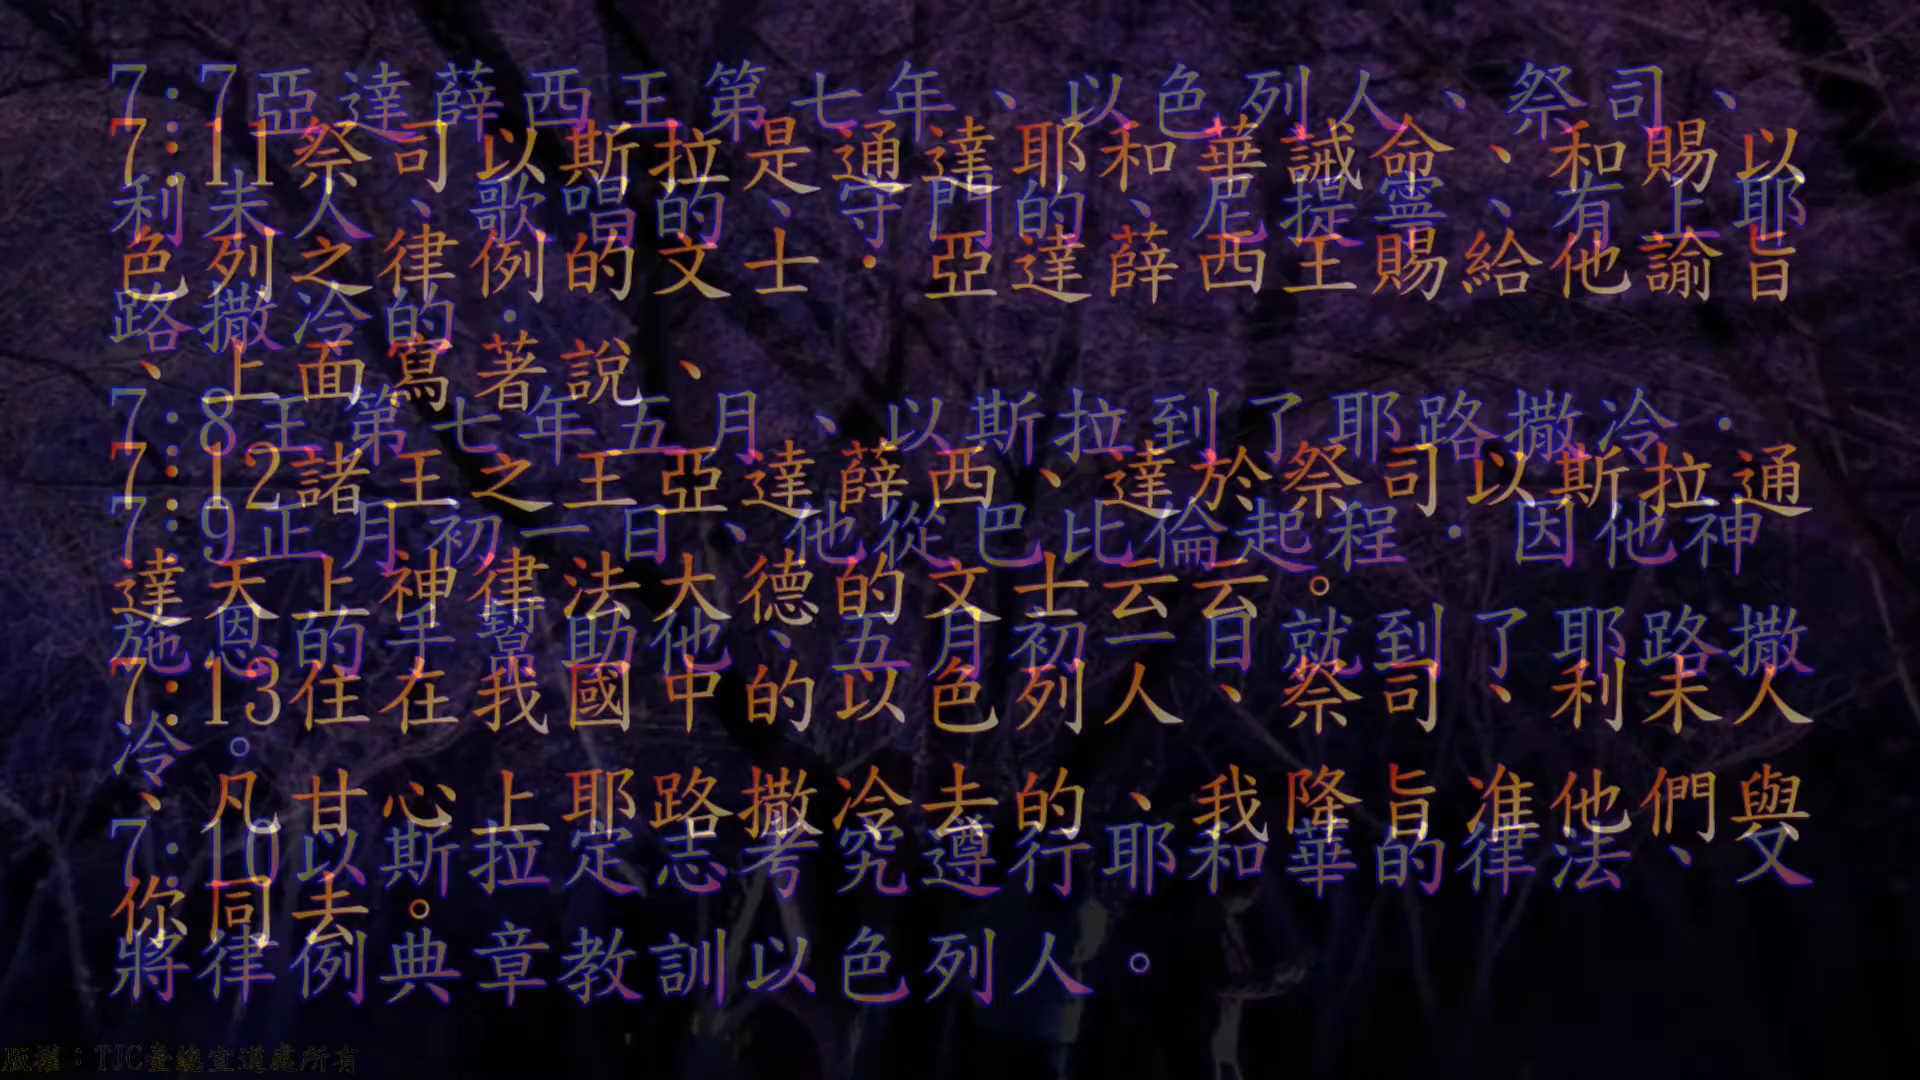 7:7亞達薛西王第七年、以色列人、祭司、
利未人、歌唱的、守門的、尼提寧、有上耶
路撒冷的．
7:8王第七年五月、以斯拉到了耶路撒冷．
7:9正月初一日、他從巴比倫起程．因他神
施恩的手幫助他、五月初一日就到了耶路撒
冷。
7:10以斯拉定志考究遵行耶和華的律法、又
將律例典章教訓以色列人。
7:11祭司以斯拉是通達耶和華誡命、和賜以
色列之律例的文士．亞達薛西王賜給他諭旨
、上面寫著說、
7:12諸王之王亞達薛西、達於祭司以斯拉通
達天上神律法大德的文士云云。
7:13住在我國中的以色列人、祭司、利未人
、凡甘心上耶路撒冷去的、我降旨准他們與
你同去。
版權：TJC臺總宣道處所有